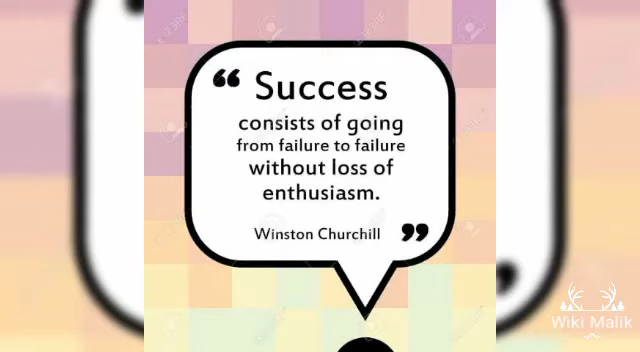 “ Success
consists of going
from failure to failure
without loss of
enthusiasm.
Winston Churchill ”
Wiki Malik